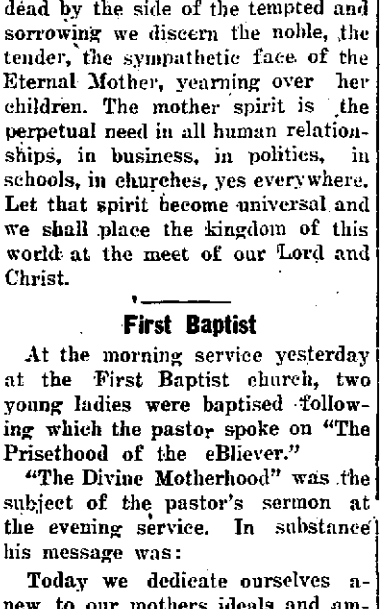 dead by the side of the tempted and
sorrowing we discern the noble, the
tender, the sympathetic face of the
Eternal Mother, yearning over her
children. The mother spirit is the
perpetual need in all human relation-
ships, in business, in politics, in
schools, in churches, yes everywhere.
Let that spirit become universal and
we shall place the kingdom of this
world at the meet of our Lord and
Christ.
First Baptist
At the morning service yesterday
at the First Baptist church, two
young ladies were baptised follow-
ing which the pastor spoke on "The
Prisethood of the eBliever."
"The Divine Motherhood" was the
subject of the pastor's sermon at
the evening service. In substance
his message was:
Today we dedicate ourselves a-
new to our mothers ideals and am-